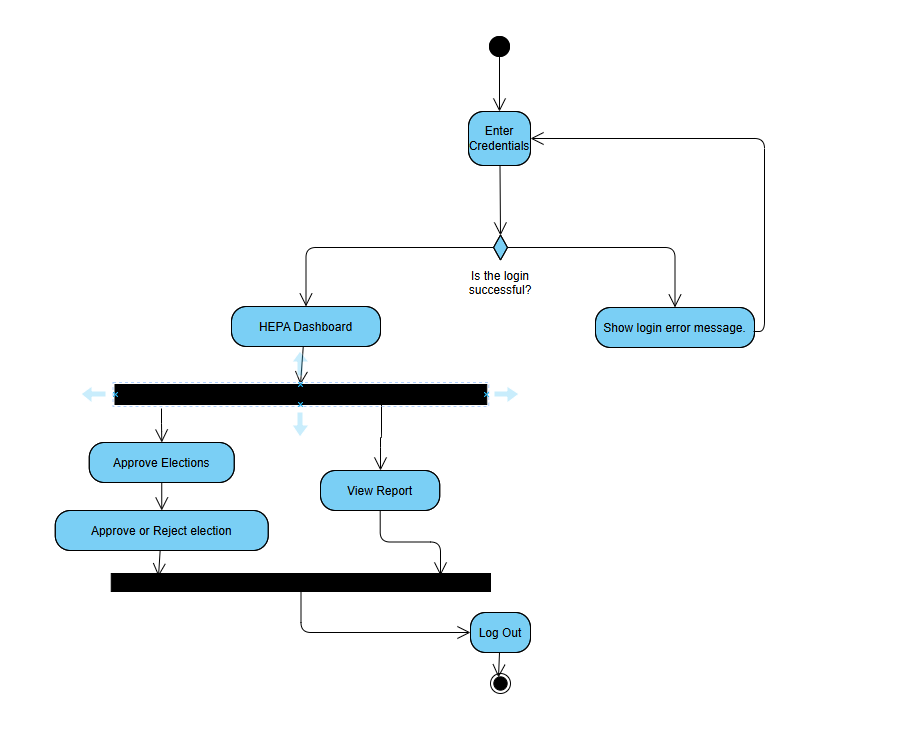 Enter
Credentials
Is the login
successful?
HEPA Dashboard
Show login error message.
Approve Elections
View Report
Approve or Reject election
Log Out